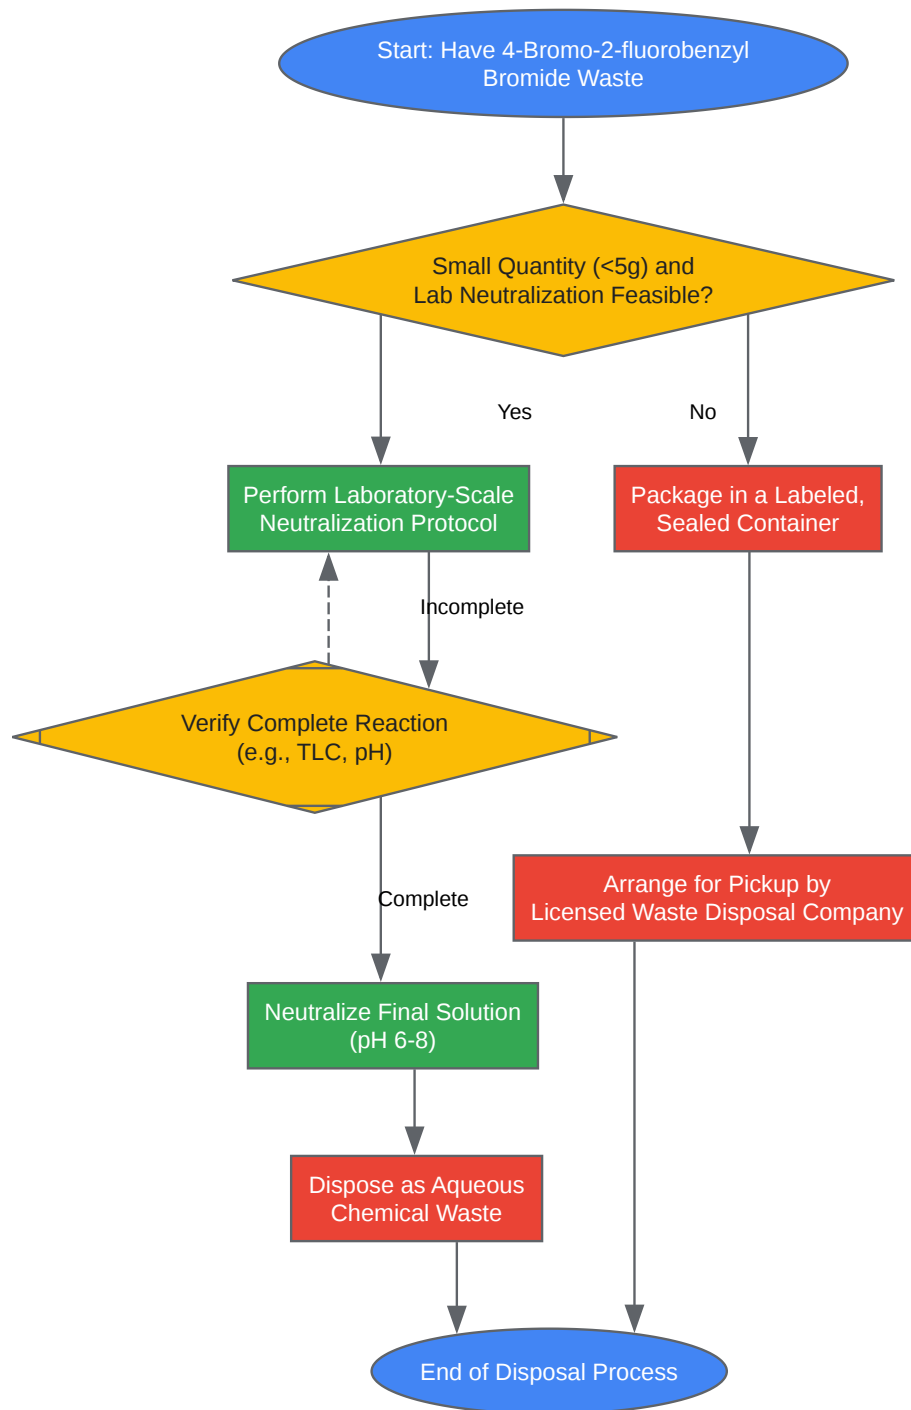 Start: Have 4-Bromo-2-fluorobenzyl
Bromide Waste
Small Quantity (<5g) and
Lab Neutralization Feasible?
Yes
No
Perform Laboratory-Scale
Neutralization Protocol
Package in a Labeled,
Sealed Container
Incomplete
Verify Complete Reaction
(e.g., TLC, pH)
Arrange for Pickup by
Licensed Waste Disposal Company
Complete
Neutralize Final Solution
(pH 6-8)
Dispose as Aqueous
Chemical Waste
End of Disposal Process